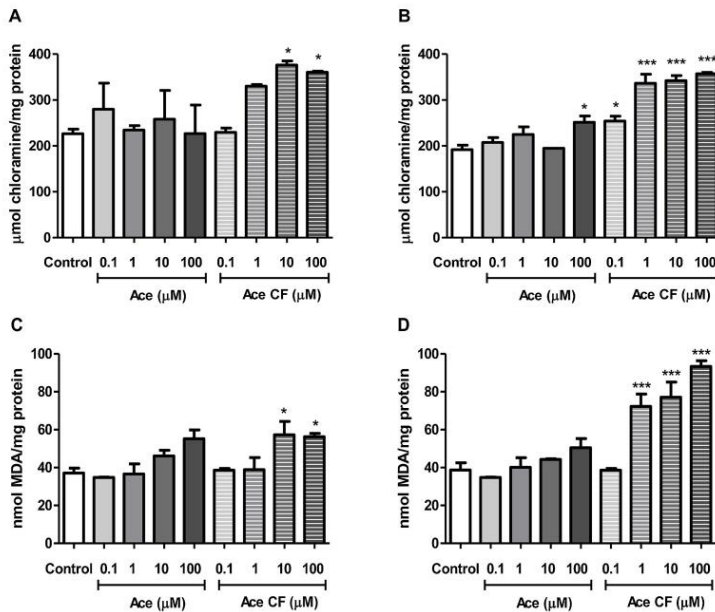 A
μmol chloramine/mg protein
400
300
200
100
0
*
*
Control 0.1 1 10 100 0.1 1 10 100
Ace (μM) Ace CF (μM)
B
μmol chloramine/mg protein
400
300
200
100
0
*
*
***
***
***
Control 0.1 1 10 100 0.1 1 10 100
Ace (μM) Ace CF (μM)
C
nmol MDA/mg protein
100
80
60
40
20
0
*
*
Control 0.1 1 10 100 0.1 1 10 100
Ace (μM) Ace CF (μM)
D
nmol MDA/mg protein
100
80
60
40
20
0
***
***
***
Control 0.1 1 10 100 0.1 1 10 100
Ace (μM) Ace CF (μM)